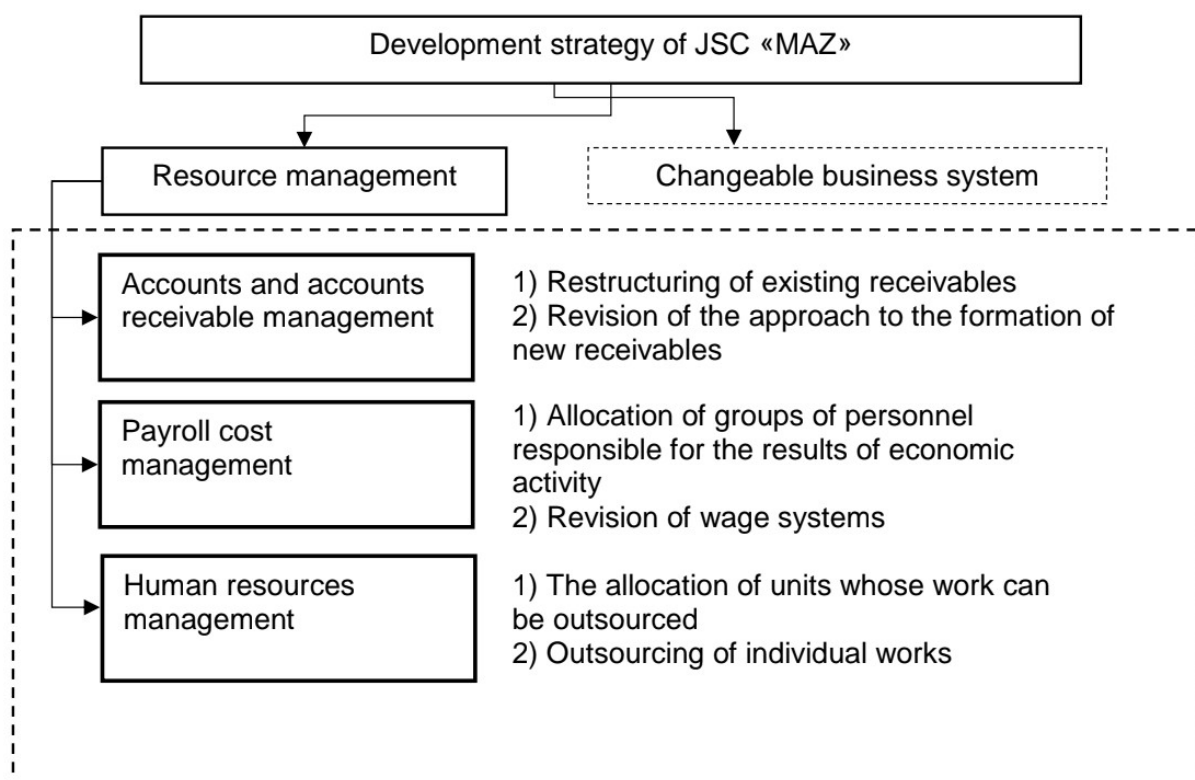 Development strategy of JSC «MAZ»
Resource management
Changeable business system
Accounts and accounts
receivable management
1) Restructuring of existing receivables
2) Revision of the approach to the formation of
new receivables
Payroll cost
management
1) Allocation of groups of personnel
responsible for the results of economic
activity
2) Revision of wage systems
Human resources
management
1) The allocation of units whose work can
be outsourced
2) Outsourcing of individual works